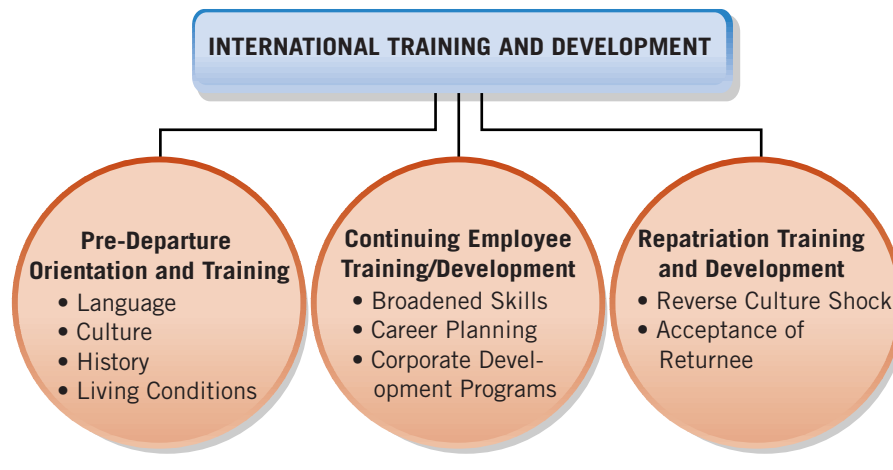 INTERNATIONAL TRAINING AND DEVELOPMENT
Pre-Departure
Orientation and Training
• Language
• Culture
• History
• Living Conditions
Continuing Employee
Training/Development
• Broadened Skills
• Career Planning
• Corporate Devel-
opment Programs
Repatriation Training
and Development
• Reverse Culture Shock
• Acceptance of
Returnee